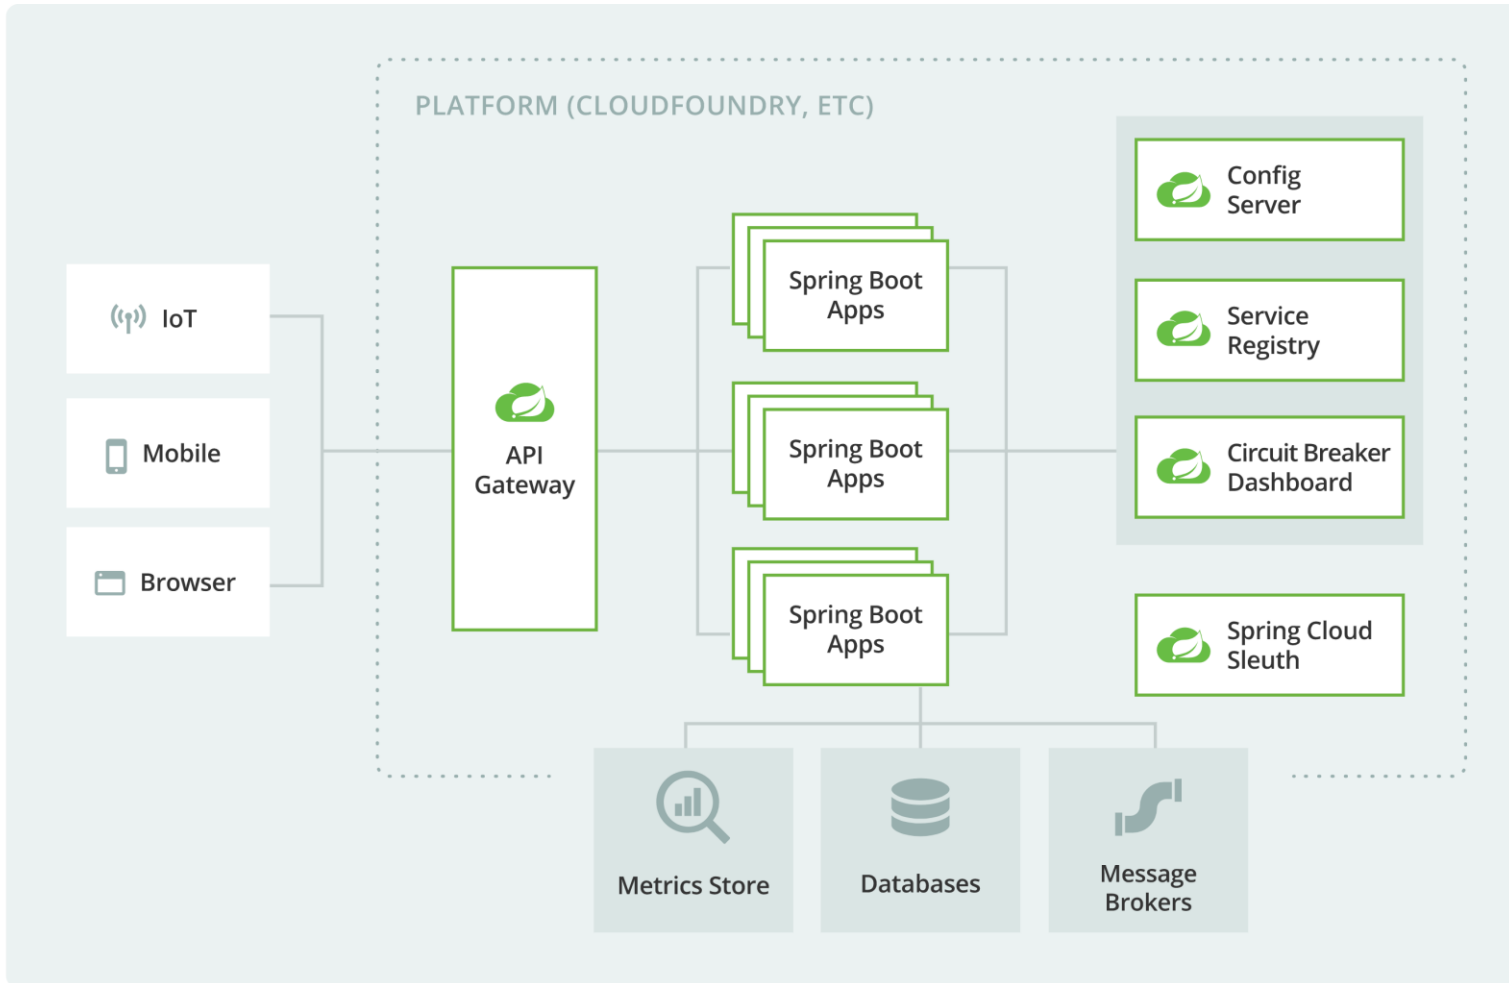 PLATFORM (CLOUDFOUNDRY, ETC)
IoT
Mobile
Browser
API
Gateway
Spring Boot
Apps
Spring Boot
Apps
Spring Boot
Apps
Config
Server
Service
Registry
Circuit Breaker
Dashboard
Spring Cloud
Sleuth
Metrics Store
Databases
Message
Brokers